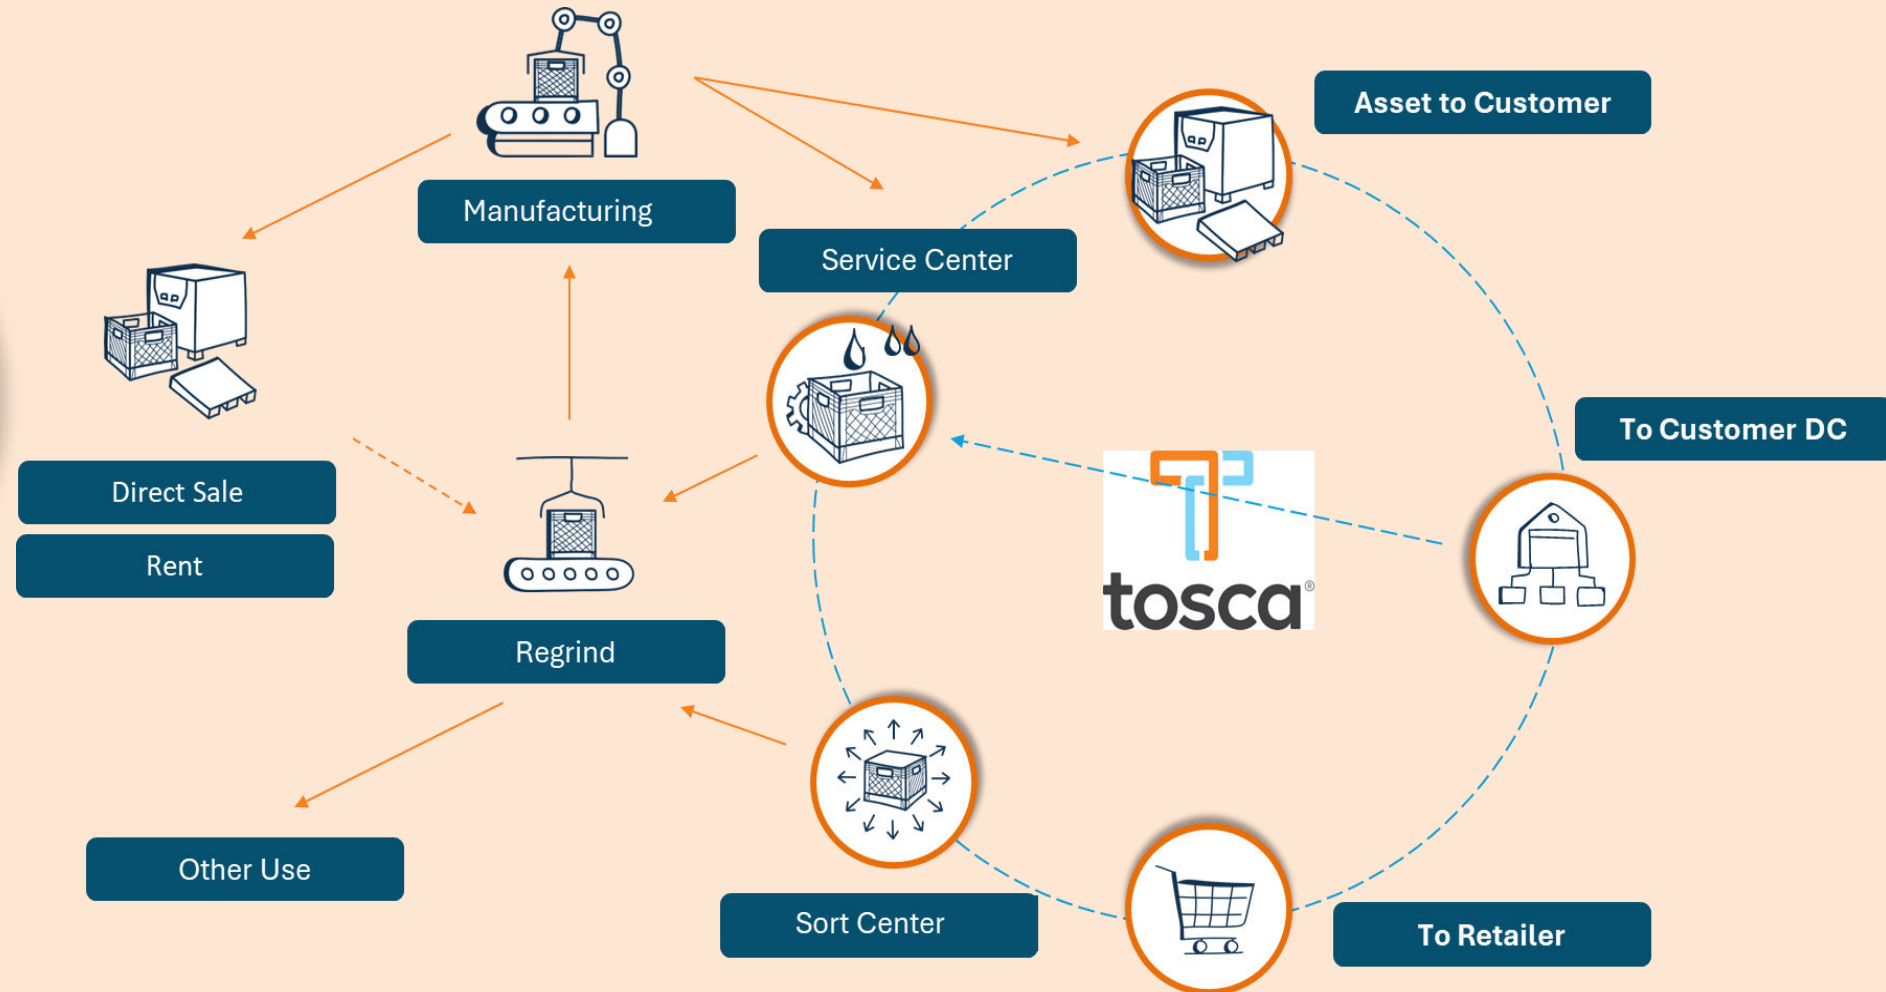 Asset to Customer
Manufacturing
Service Center
To Customer DC
Direct Sale
Rent
tosca®
Regrind
Other Use
Sort Center
To Retailer